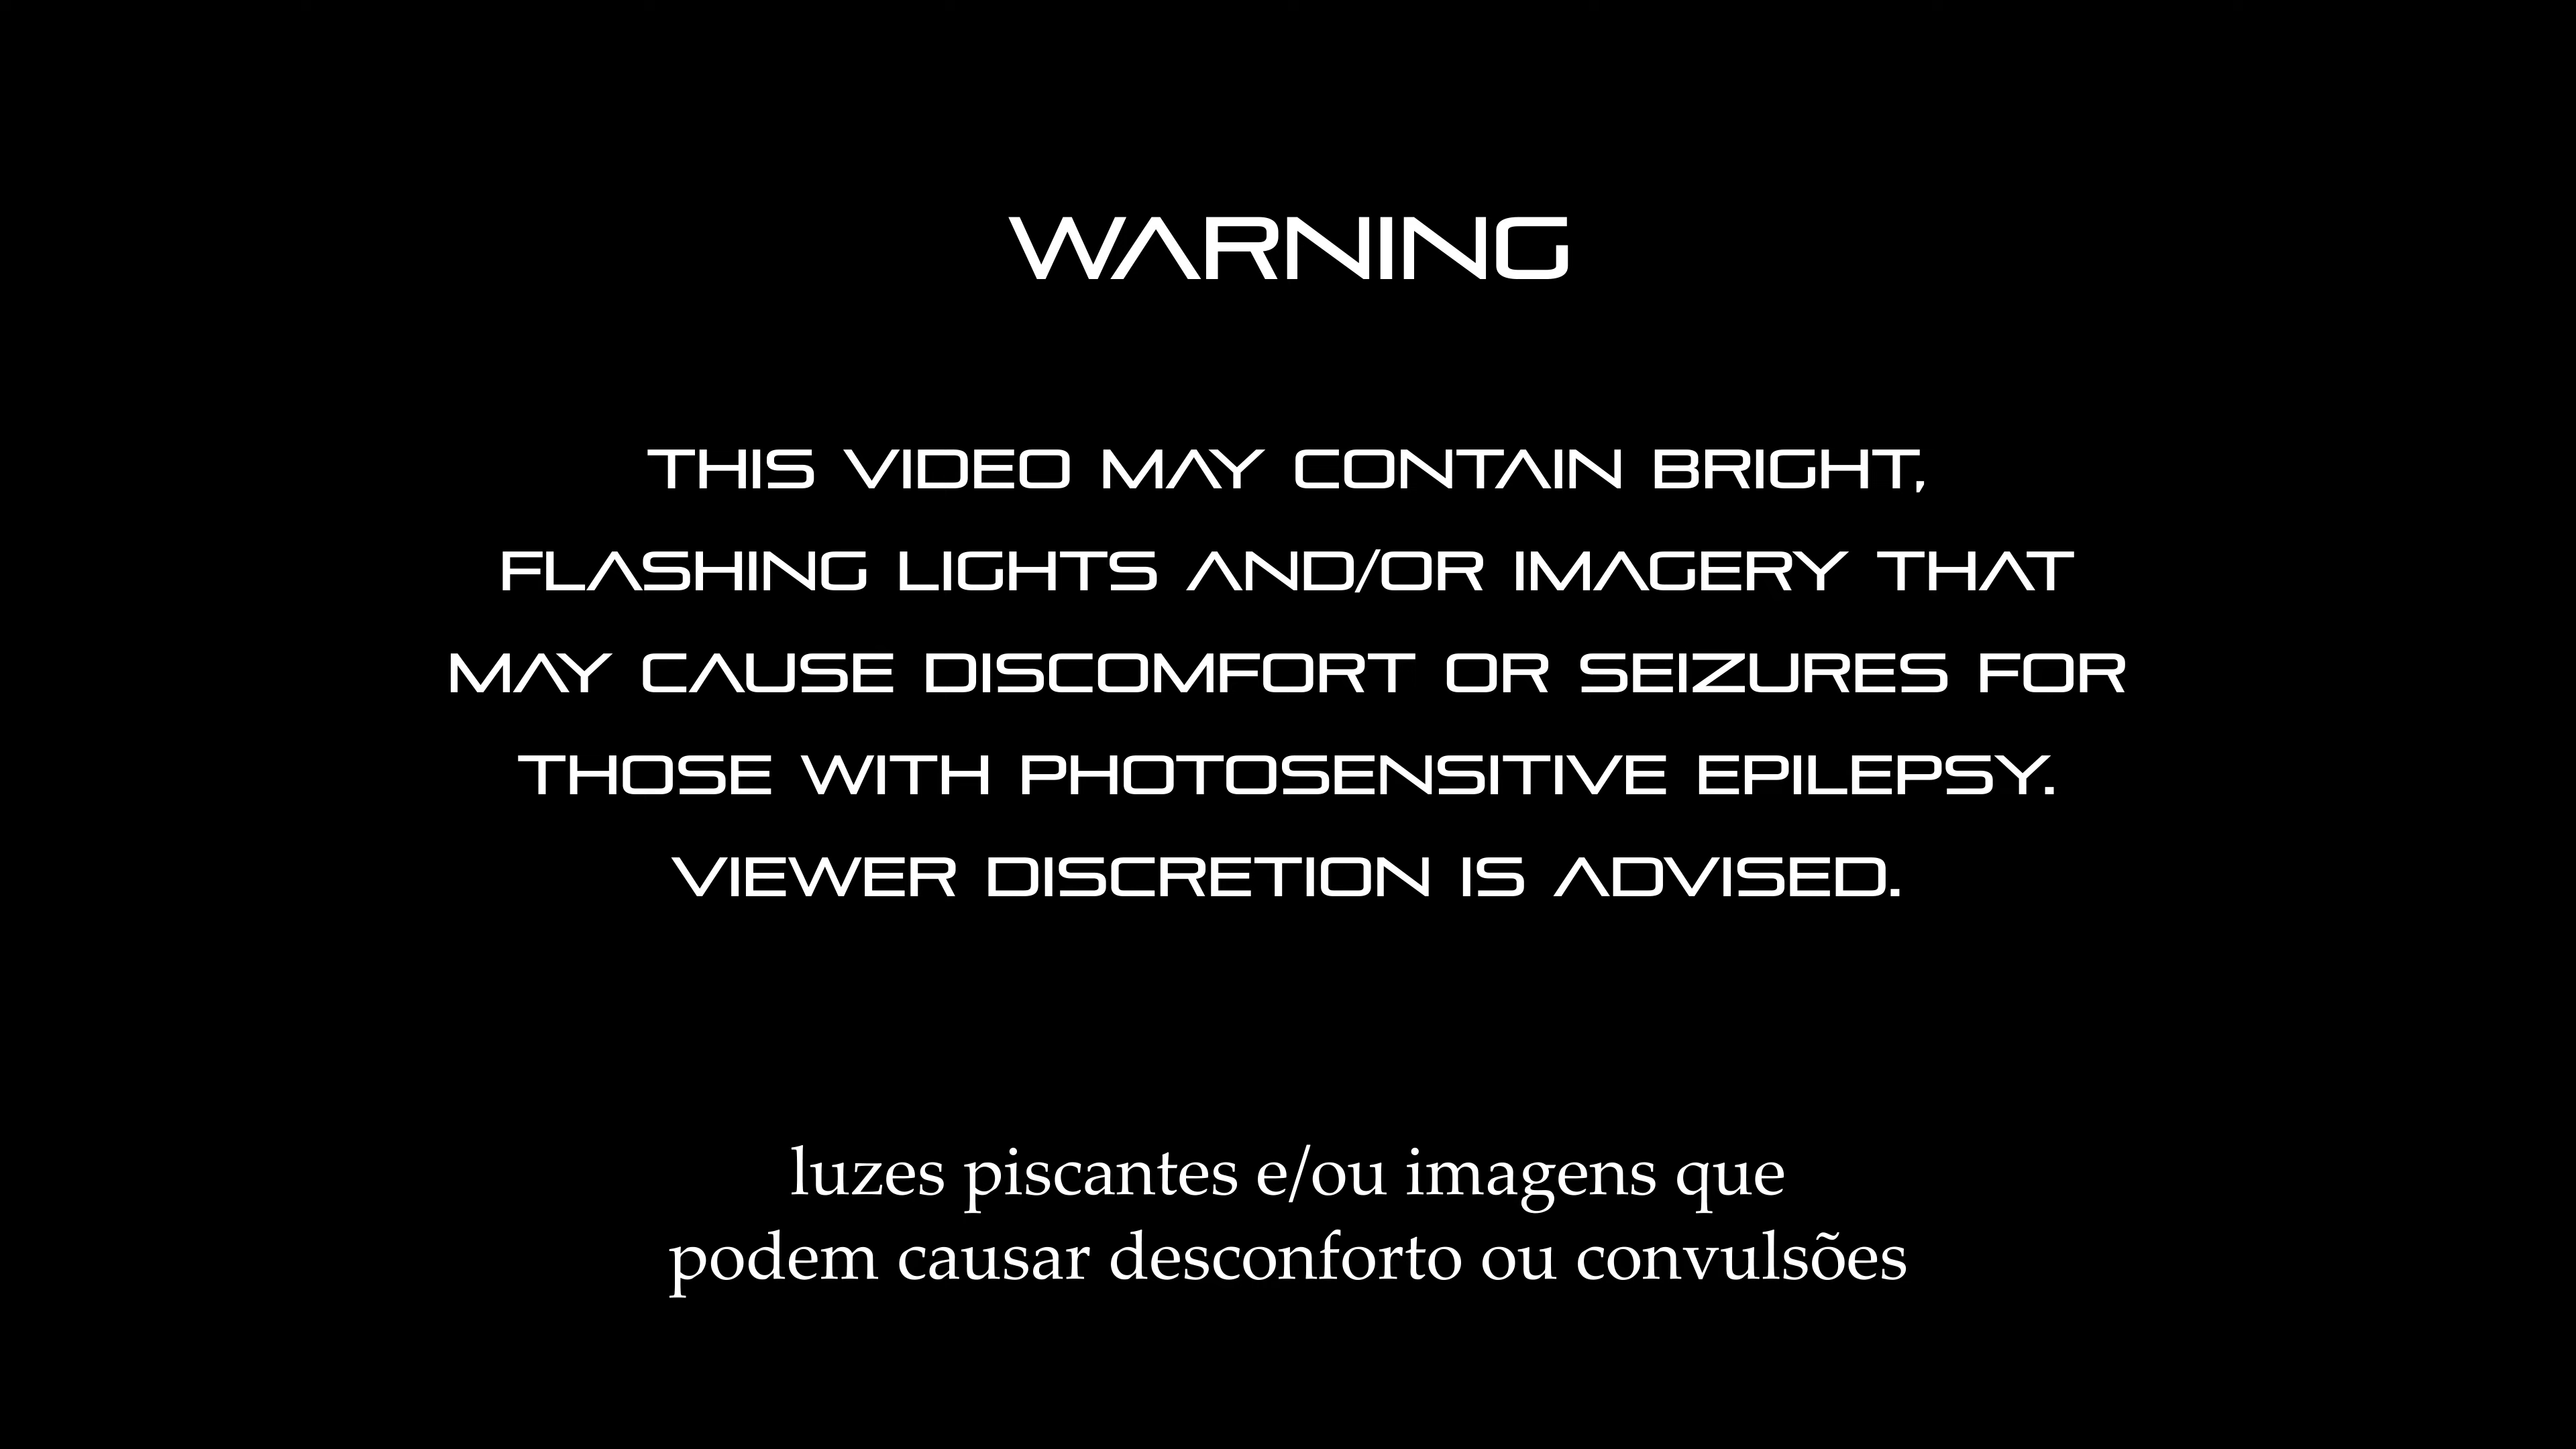 WARNING
THIS VIDEO MAY CONTAIN BRIGHT,
FLASHING LIGHTS AND/OR IMAGERY THAT
MAY CAUSE DISCOMFORT OR SEIZURES FOR
THOSE WITH PHOTOSENSITIVE EPILEPSY.
VIEWER DISCRETION IS ADVISED.
luzes piscantes e/ou imagens que
podem causar desconforto ou convulsões